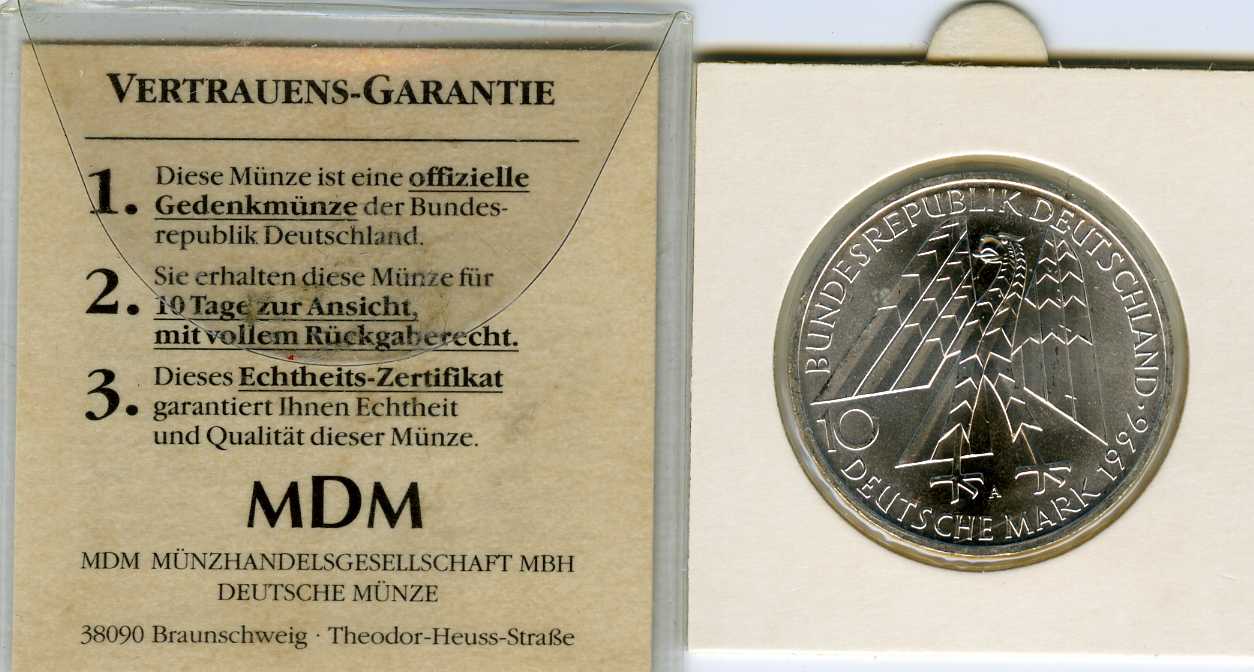 VERTRAUENS-GARANTIE
1. Diese Münze ist eine offizielle
Gedenkmünze der Bundes-
republik Deutschland.
2. Sie erhalten diese Münze für
10 Tage zur Ansicht,
mit vollem Rückgaberecht.
3. Dieses Echtheits-Zertifikat
garantiert Ihnen Echtheit
und Qualität dieser Münze.
MDM
MDM MÜNZHANDELSGESELLSCHAFT MBH
DEUTSCHE MÜNZE
38090 Braunschweig · Theodor-Heuss-Straße
BUNDESREPUBLIK DEUTSCHLAND · 1996
10
DEUTSCHE MARK
A